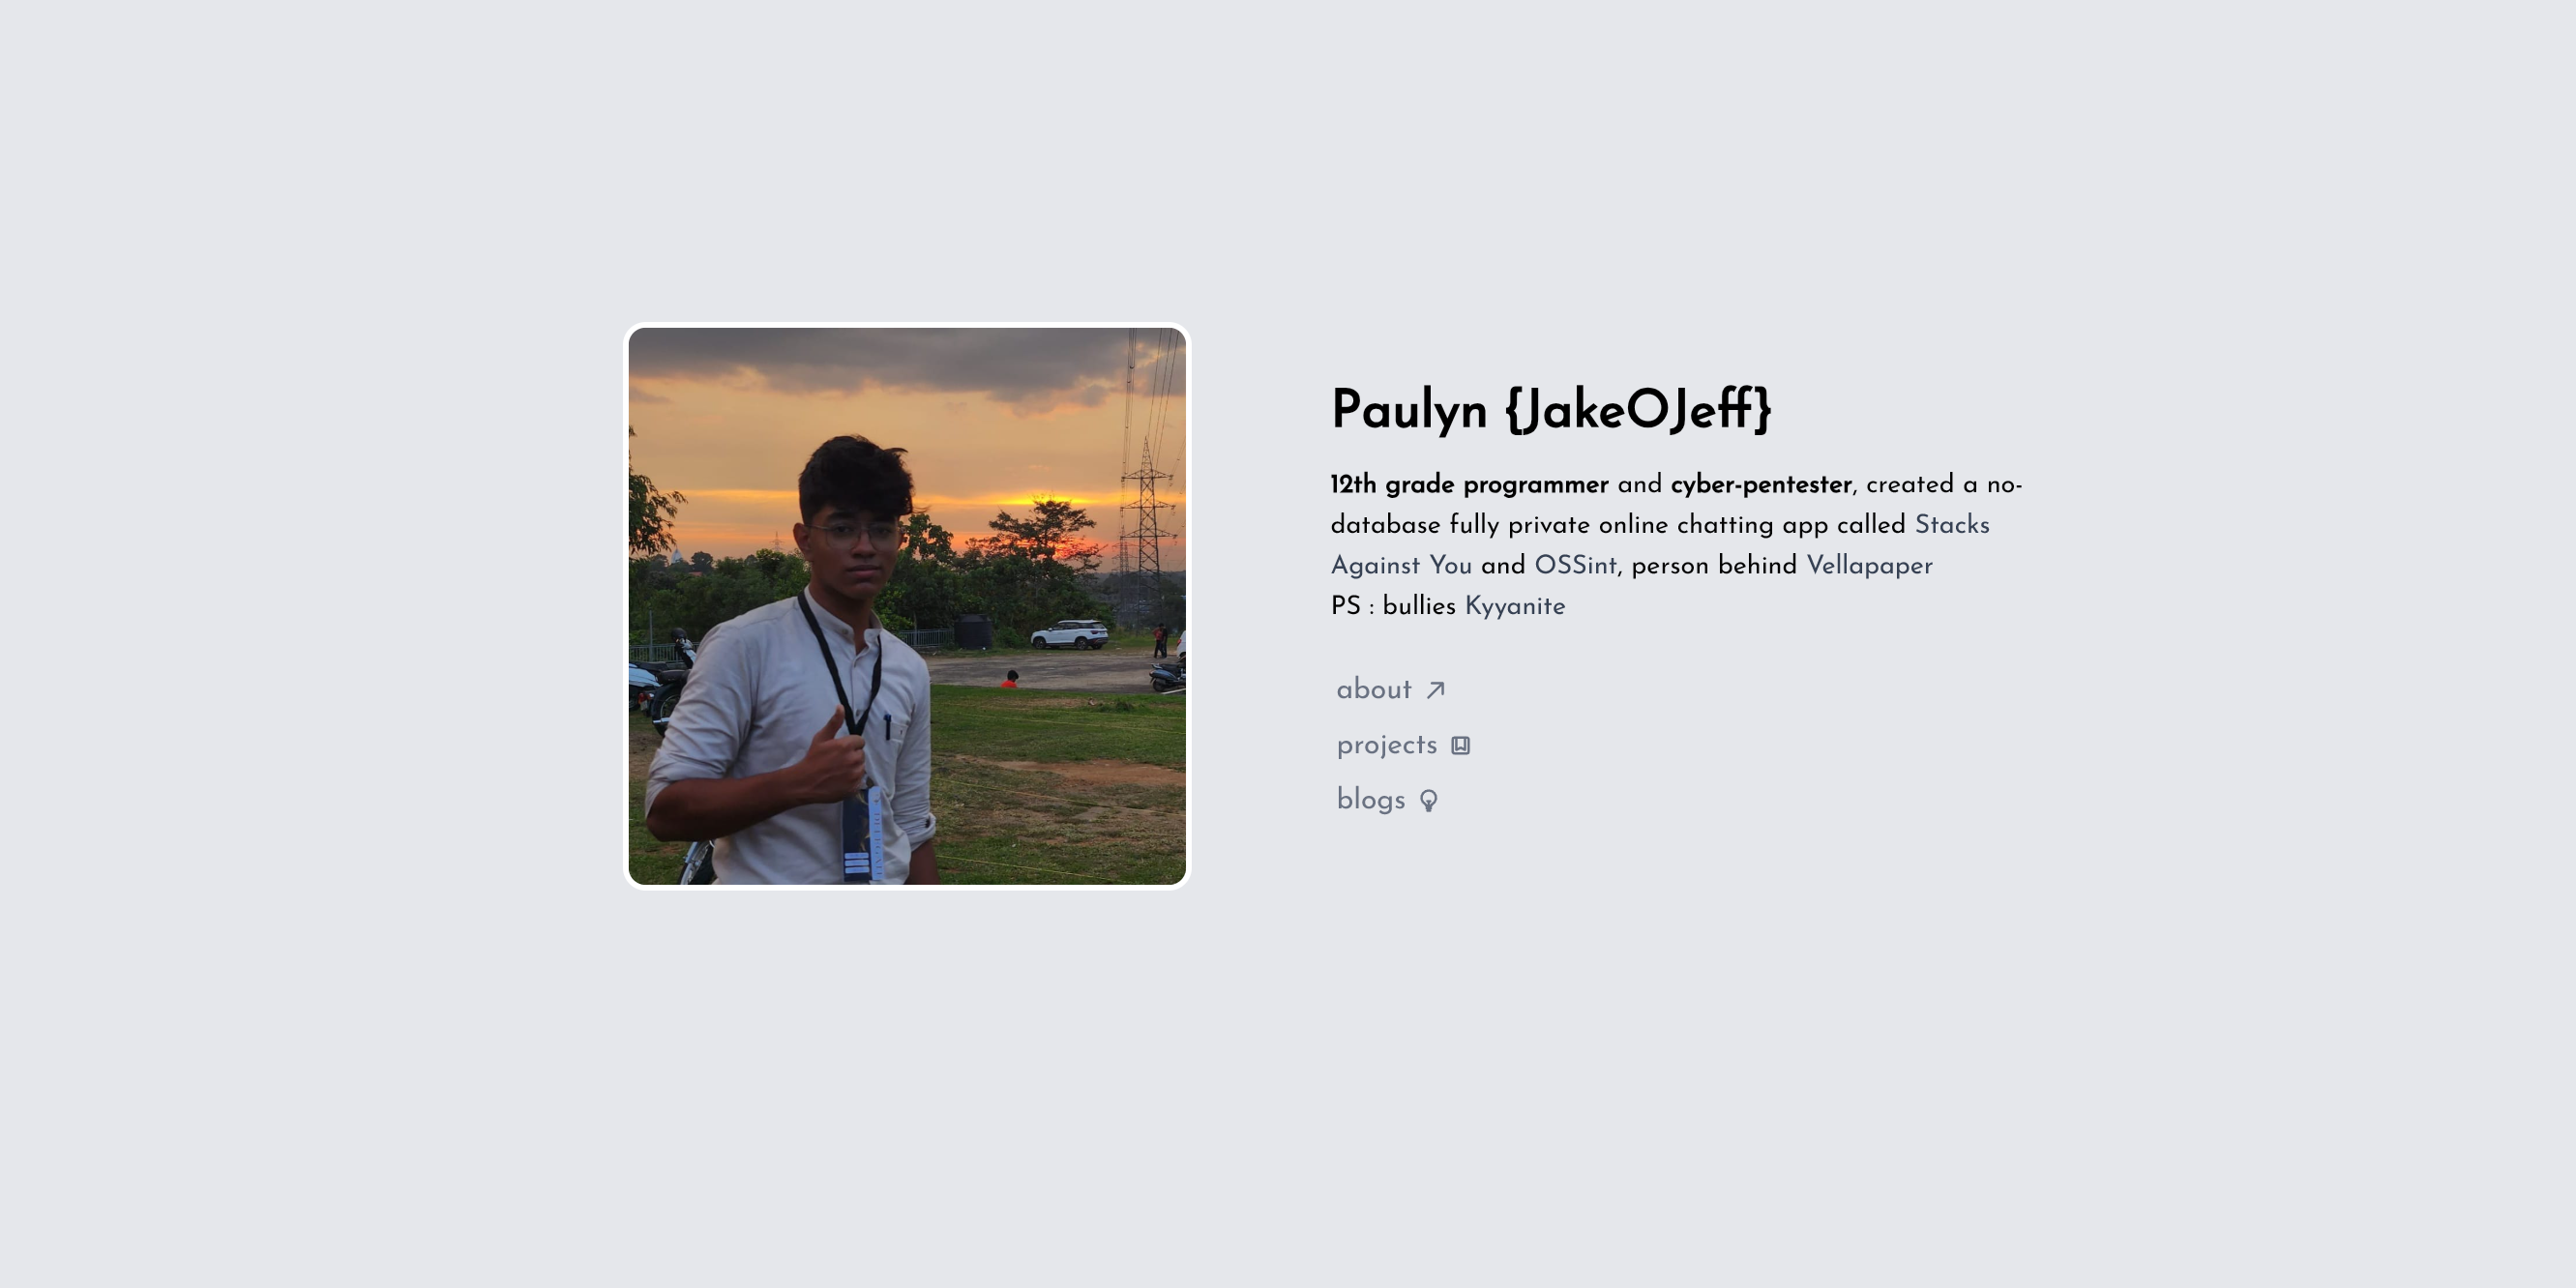 Paulyn {JakeOJeff}
12th grade programmer and cyber-pentester, created a no-
database fully private online chatting app called Stacks
Against You and OSSint, person behind Vellapaper
PS : bullies Kyyanite
about
projects
blogs